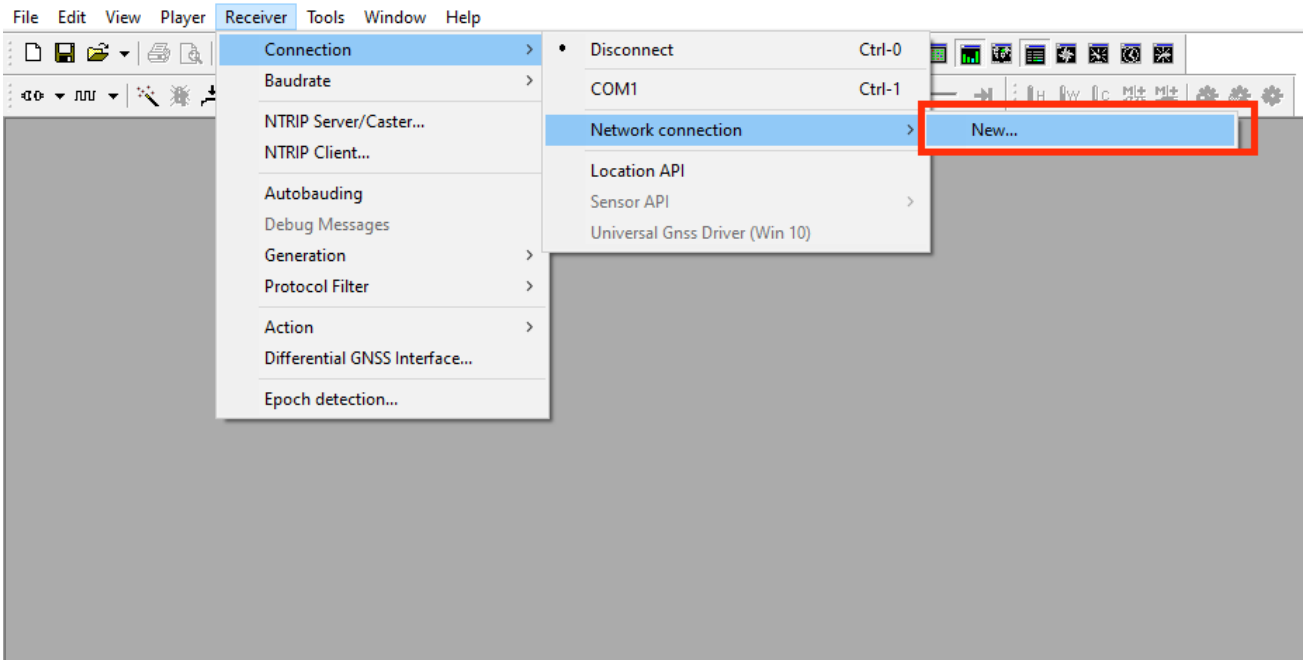 File Edit View Player Receiver Tools Window Help
Connection
Baudrate
NTRIP Server/Caster...
NTRIP Client...
Autobauding
Debug Messages
Generation
Protocol Filter
Action
Differential GNSS Interface...
Epoch detection...
Disconnect Ctrl-0
COM1 Ctrl-1
Network connection
Location API
Sensor API
Universal Gnss Driver (Win 10)
New...